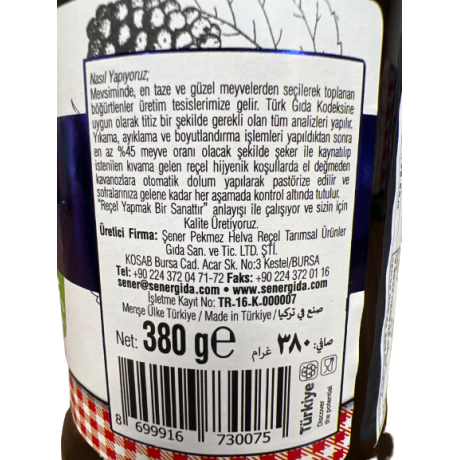 Nasıl Yapıyoruz;
Mevsiminde, en taze ve güzel meyvelerden seçilerek toplanan
böğürtlenler üretim tesislerimize gelir. Türk Gıda Kodeksine
uygun olarak titiz bir şekilde gerekli olan tüm analizleri yapılır.
Yıkama, ayıklama ve boyutlandırma işlemleri yapıldıktan sonra
en az %45 meyve oranı olacak şekilde şeker ile kaynatılıp
istenilen kıvama gelen reçel hijyenik koşullarda el değmeden
kavanozlara otomatik dolum yapılarak pastörize edilir ve
sofralarınıza gelene kadar her aşamada kontrol altında tutulur.
"Reçel Yapmak Bir Sanattır" anlayışı ile çalışıyor ve sizin için
Kalite Üretiyoruz.
Üretici Firma: Şener Pekmez Helva Reçel Tarımsal Ürünler
Gıda San. ve Tic. LTD. ŞTİ.
KOSAB Bursa Cad. Acar Sk. No:3 Kestel/BURSA
Tel:+90 224 372 04 71-72 Faks:+90 224 372 01 16
sener@senergida.com • www.senergida.com
İşletme Kayıt No: TR-16-K-000007
Menşe Ülke Türkiye / Made in Türkiye / صنع في تركيا
Net: 380 g℮ صافي: ٣٨٠ غرام
8 699916 730075
Türkiye
Discover
the potential